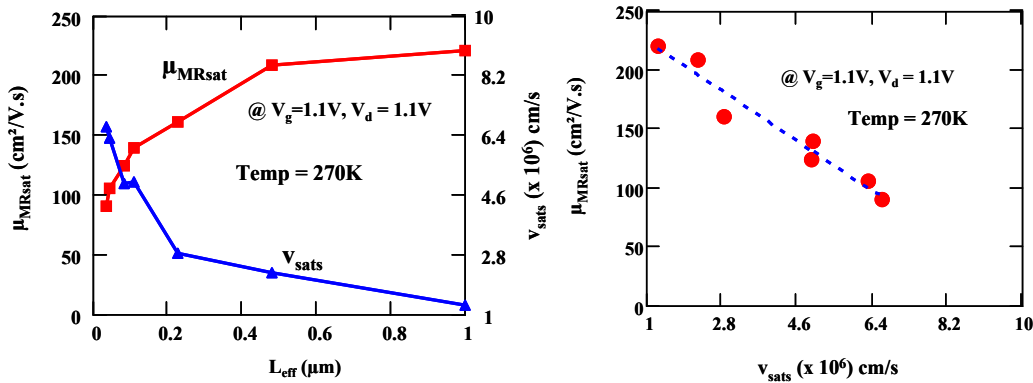 250
200
150
100
50
0
μMRsat (cm²/V.s)
μMRsat
@ Vg=1.1V, Vd = 1.1V
Temp = 270K
vsats
10
8.2
6.4
4.6
2.8
1
vsats (x 10⁶) cm/s
0 0.2 0.4 0.6 0.8 1
Leff (μm)
250
200
150
100
50
0
μMRsat (cm²/V.s)
@ Vg=1.1V, Vd = 1.1V
Temp = 270K
1 2.8 4.6 6.4 8.2 10
vsats (x 10⁶) cm/s